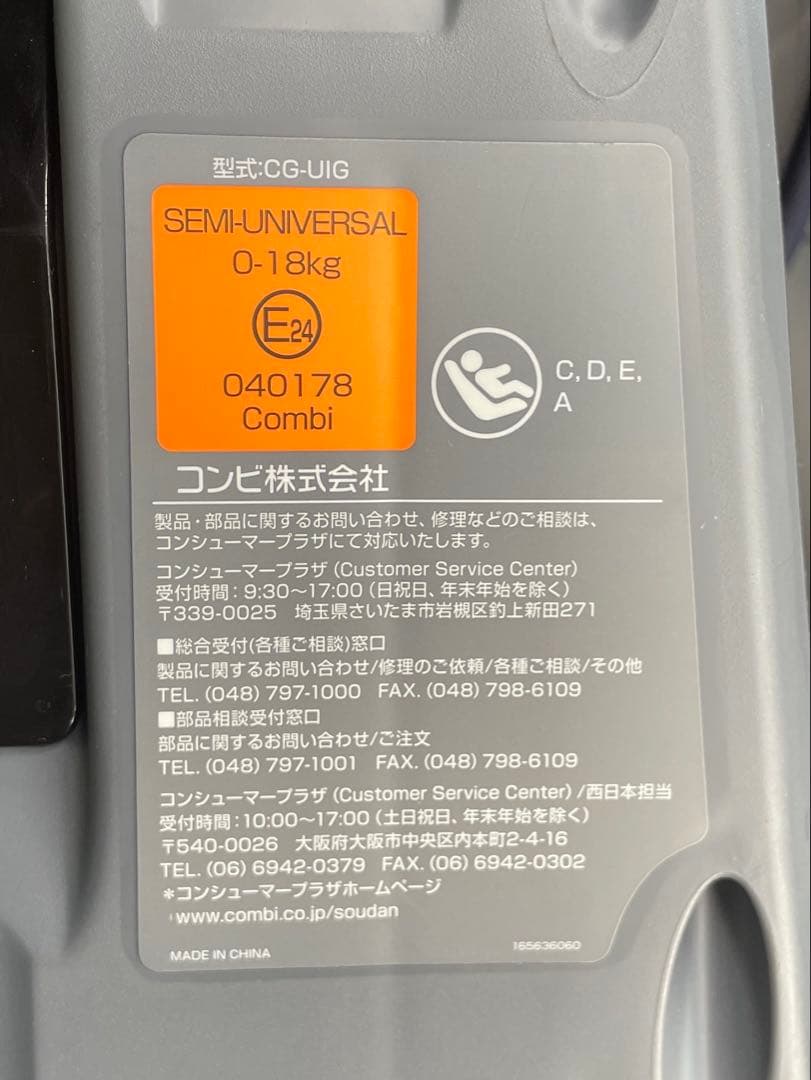 型式:CG-UIG
SEMI-UNIVERSAL
0-18kg
E24
040178
Combi
C, D, E,
A
コンビ株式会社
製品・部品に関するお問い合わせ、修理などのご相談は、
コンシューマープラザにて対応いたします。
コンシューマープラザ (Customer Service Center)
受付時間:9:30〜17:00 (日祝日、年末年始を除く)
〒339-0025 埼玉県さいたま市岩槻区釣上新田271
■総合受付(各種ご相談)窓口
製品に関するお問い合わせ/修理のご依頼/各種ご相談/その他
TEL. (048) 797-1000 FAX. (048) 798-6109
■部品相談受付窓口
部品に関するお問い合わせ/ご注文
TEL. (048) 797-1001 FAX. (048) 798-6109
コンシューマープラザ (Customer Service Center) /西日本担当
受付時間:10:00〜17:00 (土日祝日、年末年始を除く)
〒540-0026 大阪府大阪市中央区内本町2-4-16
TEL. (06) 6942-0379 FAX. (06) 6942-0302
*コンシューマープラザホームページ
www.combi.co.jp/soudan
MADE IN CHINA
165636060